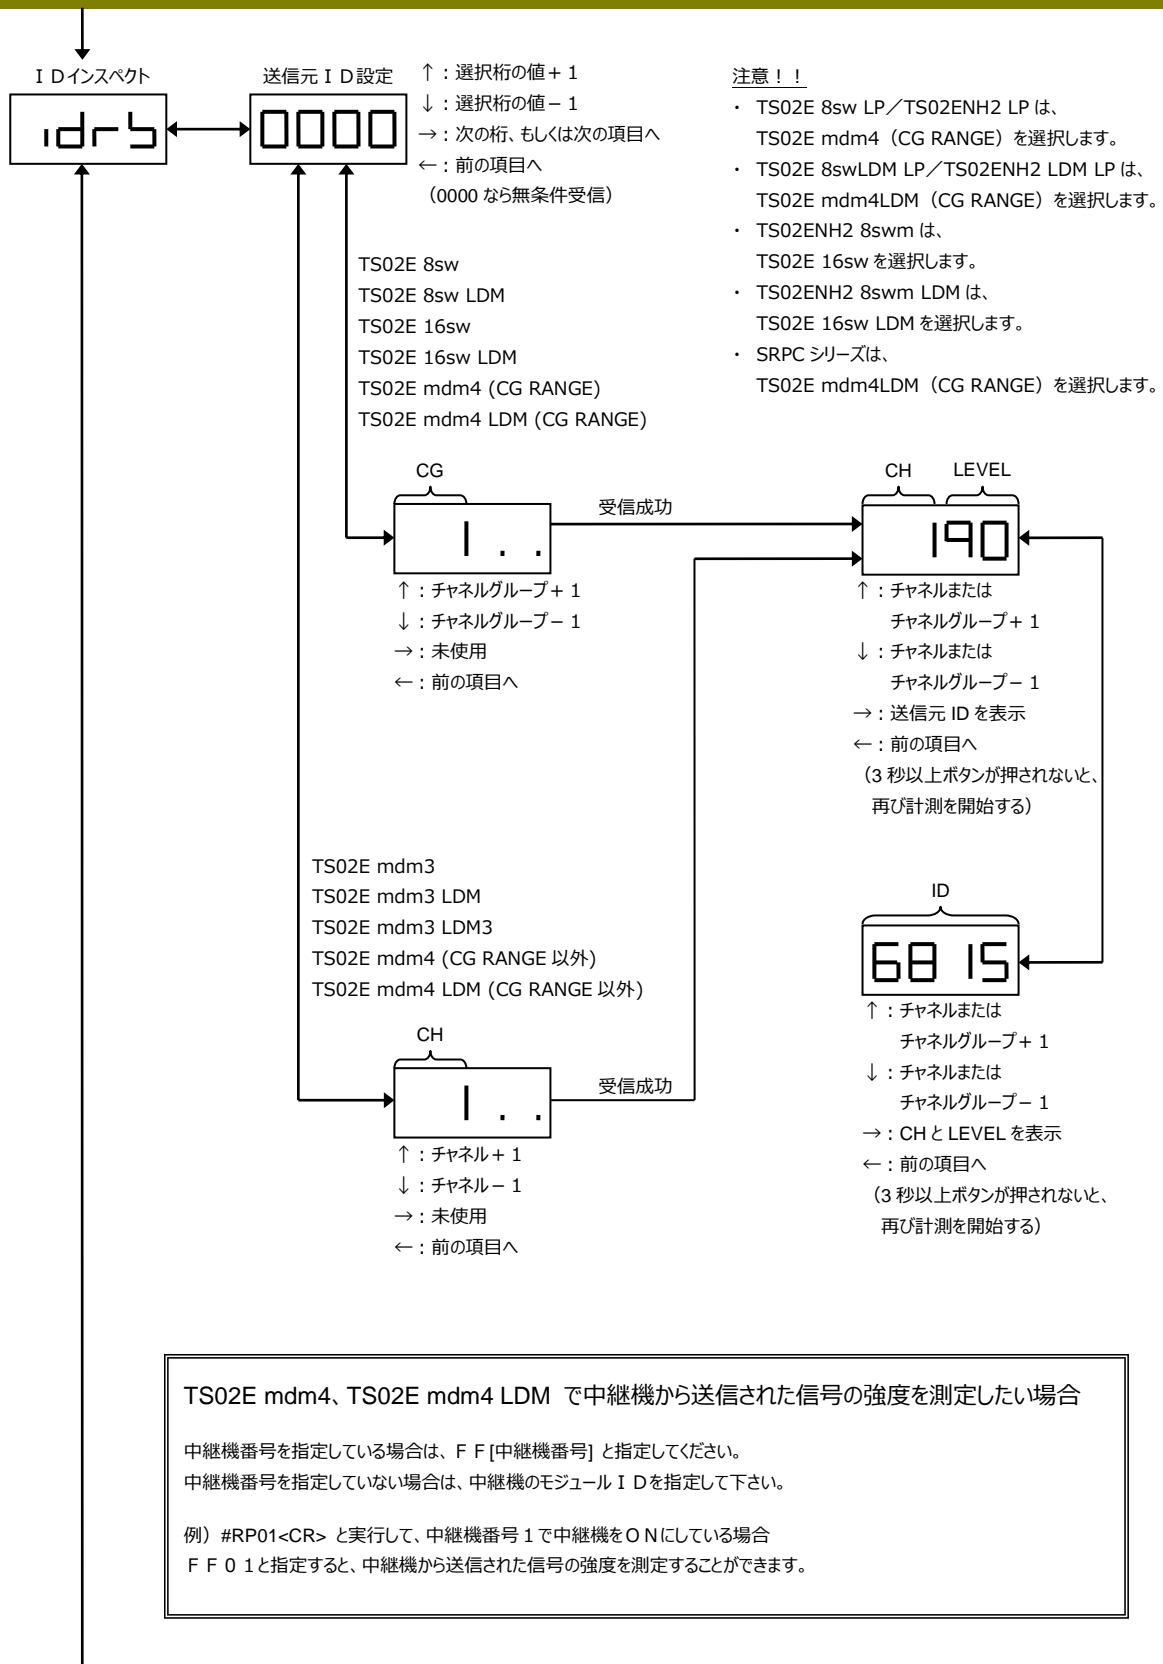 ＩＤインスペクト
idrS
送信元ＩＤ設定
0000
↑：選択桁の値＋１
↓：選択桁の値－１
→：次の桁、もしくは次の項目へ
←：前の項目へ
（0000 なら無条件受信）
注意！！
・ TS02E 8sw LP／TS02ENH2 LP は、
TS02E mdm4（CG RANGE）を選択します。
・ TS02E 8swLDM LP／TS02ENH2 LDM LP は、
TS02E mdm4LDM（CG RANGE）を選択します。
・ TS02ENH2 8swm は、
TS02E 16sw を選択します。
・ TS02ENH2 8swm LDM は、
TS02E 16sw LDM を選択します。
・ SRPC シリーズは、
TS02E mdm4LDM（CG RANGE）を選択します。
TS02E 8sw
TS02E 8sw LDM
TS02E 16sw
TS02E 16sw LDM
TS02E mdm4 (CG RANGE)
TS02E mdm4 LDM (CG RANGE)
CG
1 . .
受信成功
↑：チャネルグループ＋１
↓：チャネルグループ－１
→：未使用
←：前の項目へ
CH LEVEL
190
↑：チャネルまたは
チャネルグループ＋１
↓：チャネルまたは
チャネルグループ－１
→：送信元 ID を表示
←：前の項目へ
（3 秒以上ボタンが押されないと、
再び計測を開始する）
TS02E mdm3
TS02E mdm3 LDM
TS02E mdm3 LDM3
TS02E mdm4 (CG RANGE 以外)
TS02E mdm4 LDM (CG RANGE 以外)
CH
1 . .
受信成功
↑：チャネル＋１
↓：チャネル－１
→：未使用
←：前の項目へ
ID
6815
↑：チャネルまたは
チャネルグループ＋１
↓：チャネルまたは
チャネルグループ－１
→：CH と LEVEL を表示
←：前の項目へ
（3 秒以上ボタンが押されないと、
再び計測を開始する）
TS02E mdm4、TS02E mdm4 LDM で中継機から送信された信号の強度を測定したい場合
中継機番号を指定している場合は、ＦＦ[中継機番号] と指定してください。
中継機番号を指定していない場合は、中継機のモジュールＩＤを指定して下さい。
例）#RP01<CR> と実行して、中継機番号１で中継機をＯＮにしている場合
ＦＦ０１と指定すると、中継機から送信された信号の強度を測定することができます。